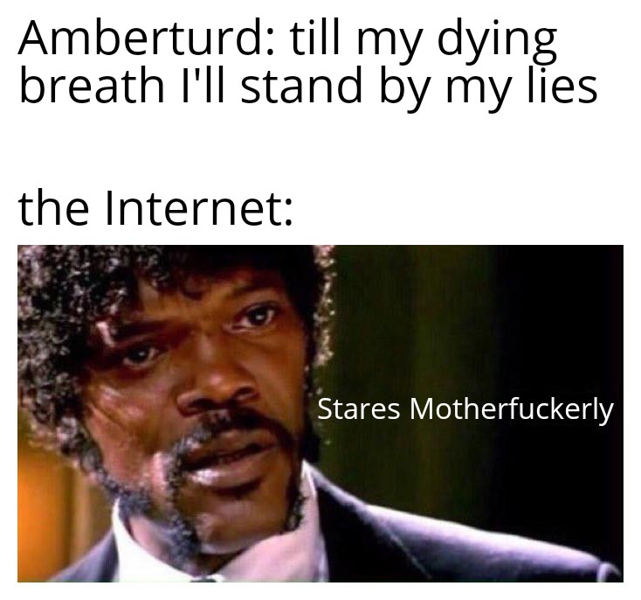 Amberturd: till my dying
breath I'll stand by my lies
the Internet:
Stares Motherfuckerly